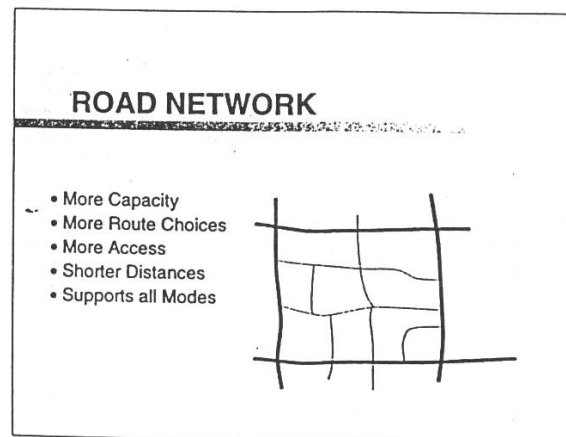 ROAD NETWORK
• More Capacity
• More Route Choices
• More Access
• Shorter Distances
• Supports all Modes